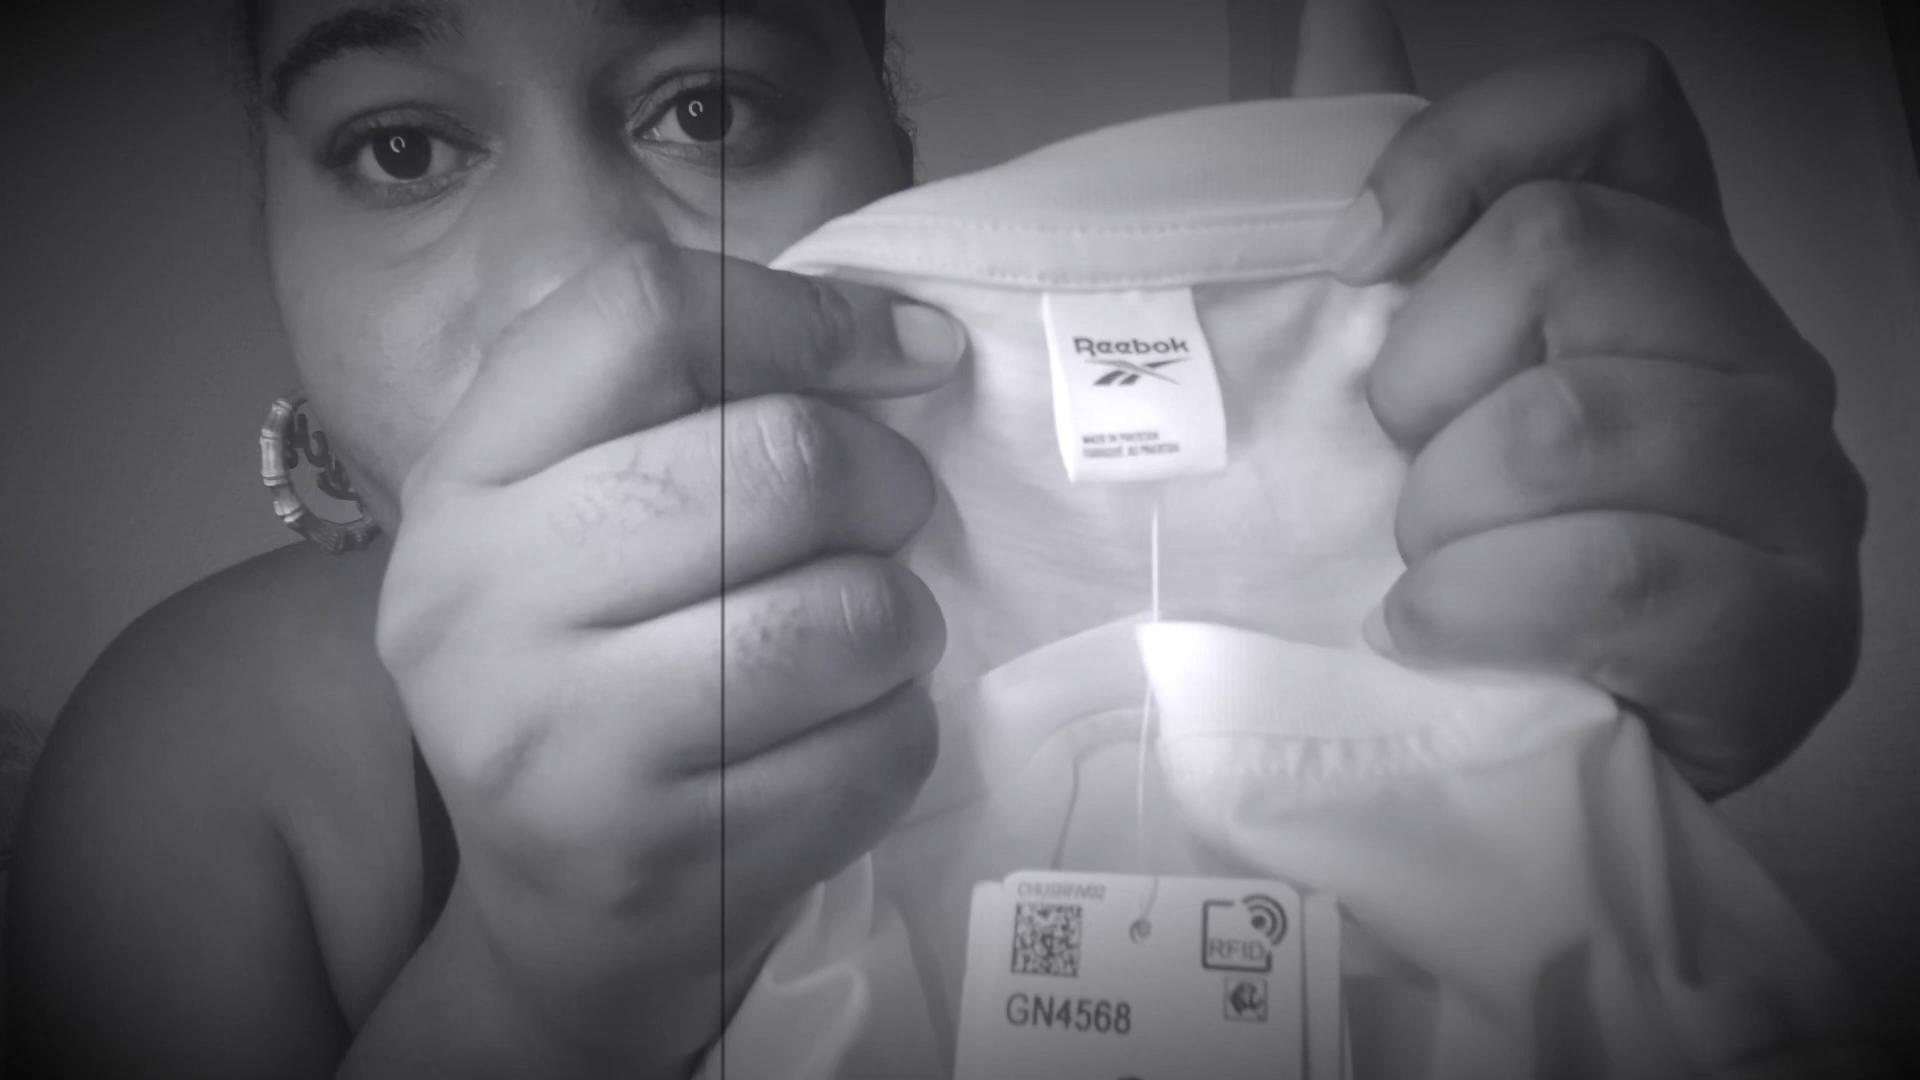 Reebok
MADE IN PAKISTAN
FABRIQUÉ AU PAKISTAN
RFID
GN4568